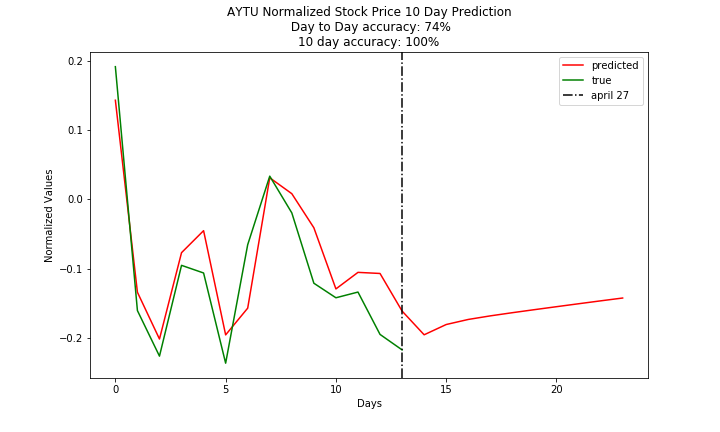 AYTU Normalized Stock Price 10 Day Prediction
Day to Day accuracy: 74%
10 day accuracy: 100%
predicted
true
april 27
0.2
0.1
0.0
−0.1
−0.2
Normalized Values
0
5
10
15
20
Days